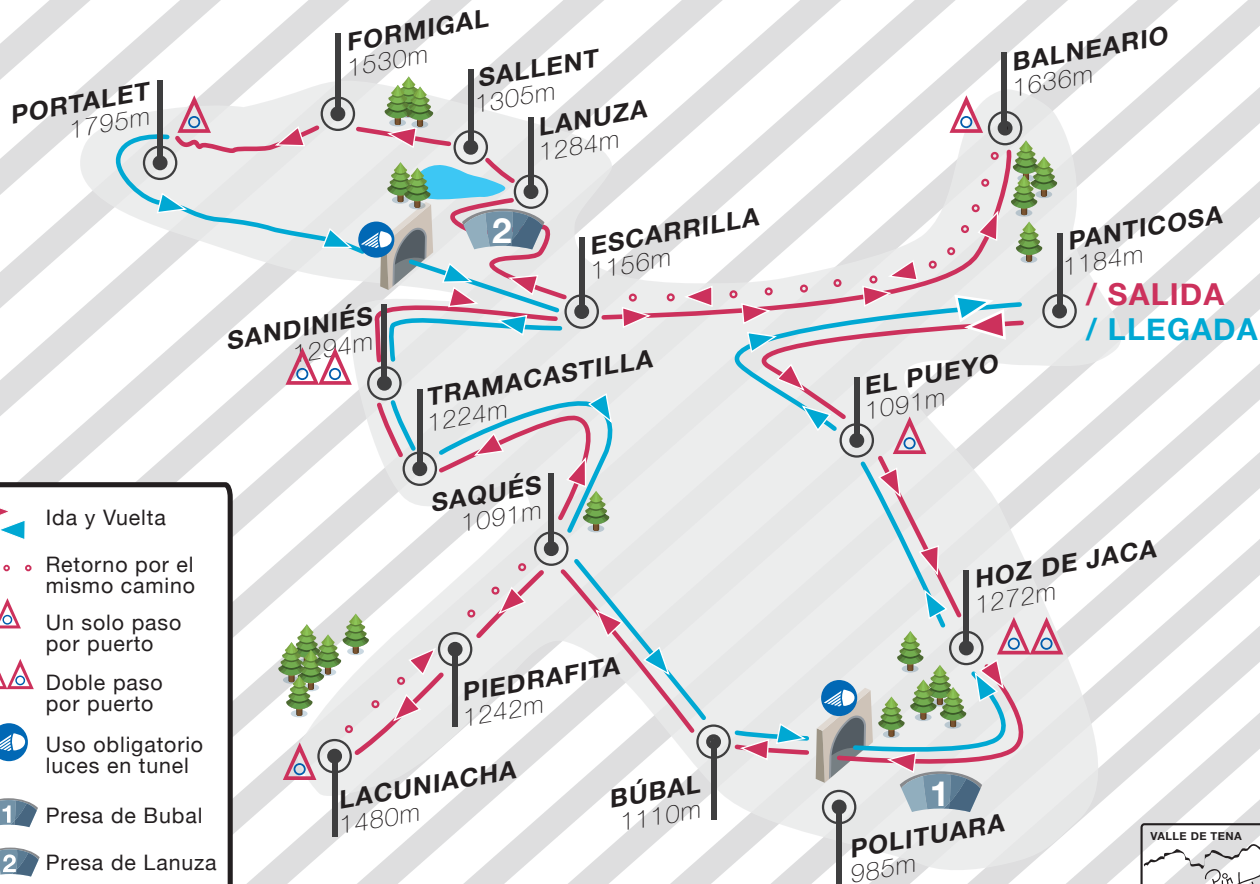 FORMIGAL
1530m
SALLENT
1305m
LANUZA
1284m
PORTALET
1795m
BALNEARIO
1636m
ESCARRILLA
1156m
PANTICOSA
1184m
/ SALIDA
/ LLEGADA
2
SANDINIÉS
1294m
TRAMACASTILLA
1224m
EL PUEYO
1091m
SAQUÉS
1091m
HOZ DE JACA
1272m
PIEDRAFITA
1242m
LACUNIACHA
1480m
BÚBAL
1110m
1
POLITUARA
985m
Ida y Vuelta
Retorno por el
mismo camino
Un solo paso
por puerto
Doble paso
por puerto
Uso obligatorio
luces en tunel
1 Presa de Bubal
2 Presa de Lanuza
VALLE DE TENA